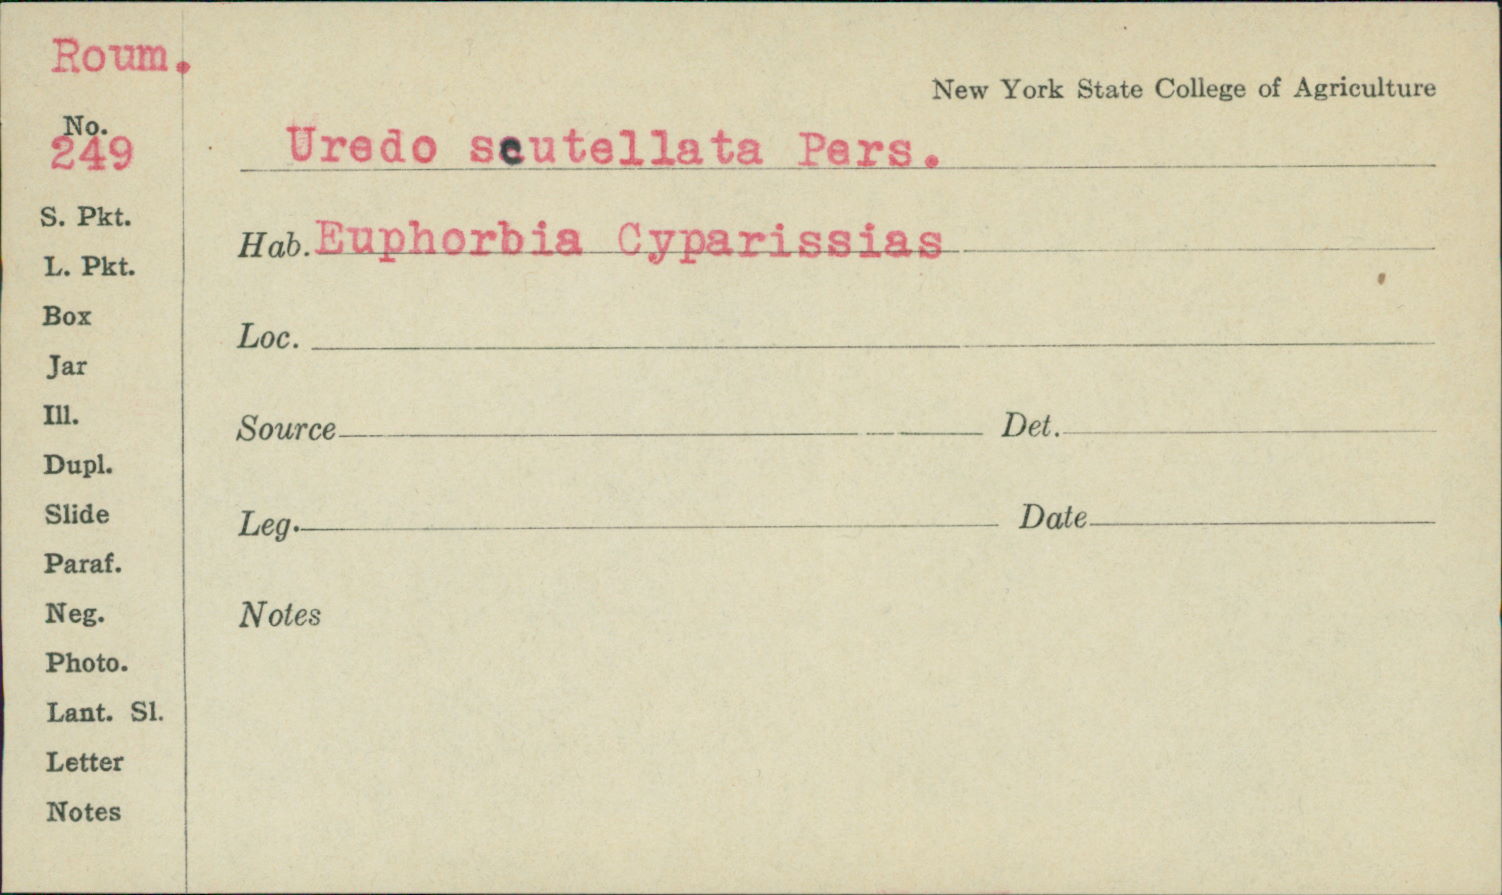 Roum.
New York State College of Agriculture
No.
249
Uredo scutellata Pers.
S. Pkt.
Hab. Euphorbia Cyparissias
L. Pkt.
Box
Loc.
Jar
Ill.
Source Det.
Dupl.
Slide
Leg. Date
Paraf.
Neg.
Notes
Photo.
Lant. Sl.
Letter
Notes